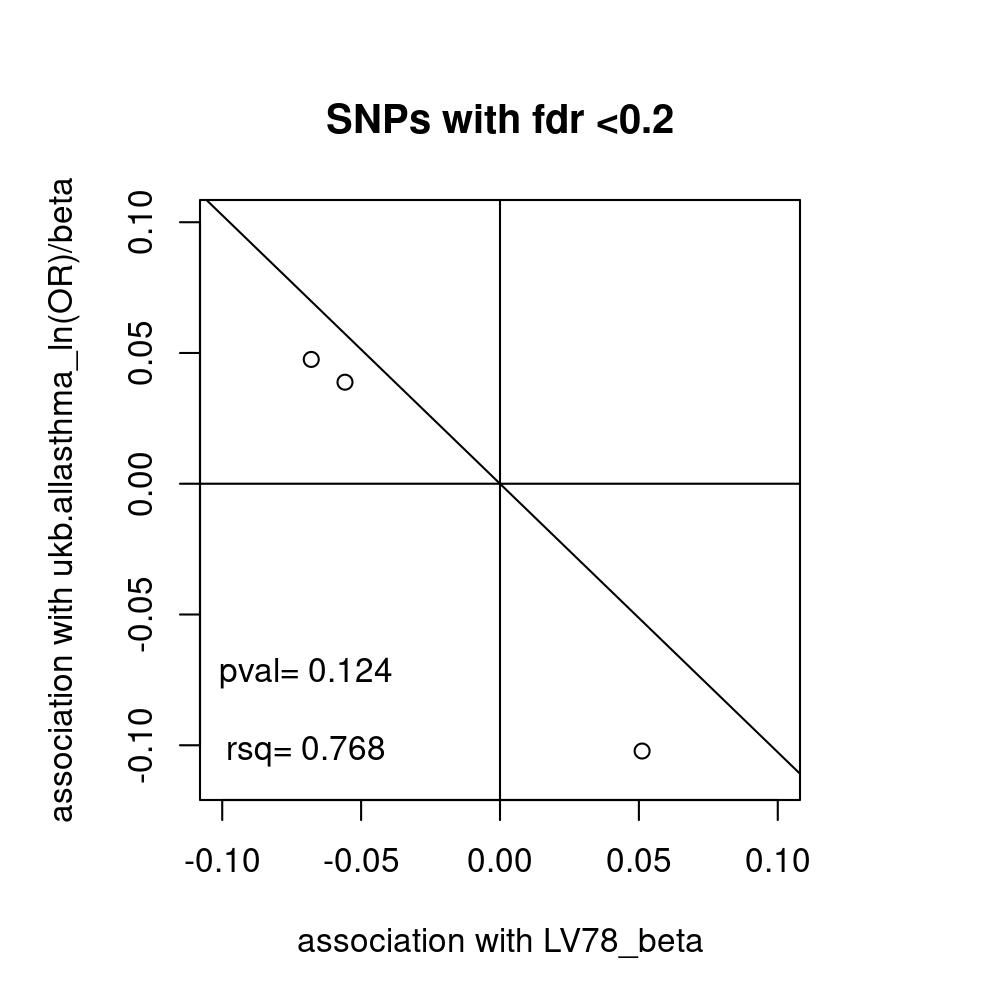 SNPs with fdr <0.2
association with ukb.allasthma_ln(OR)/beta
0.10
0.05
0.00
-0.05
-0.10
pval= 0.124
rsq= 0.768
-0.10 -0.05 0.00 0.05 0.10
association with LV78_beta